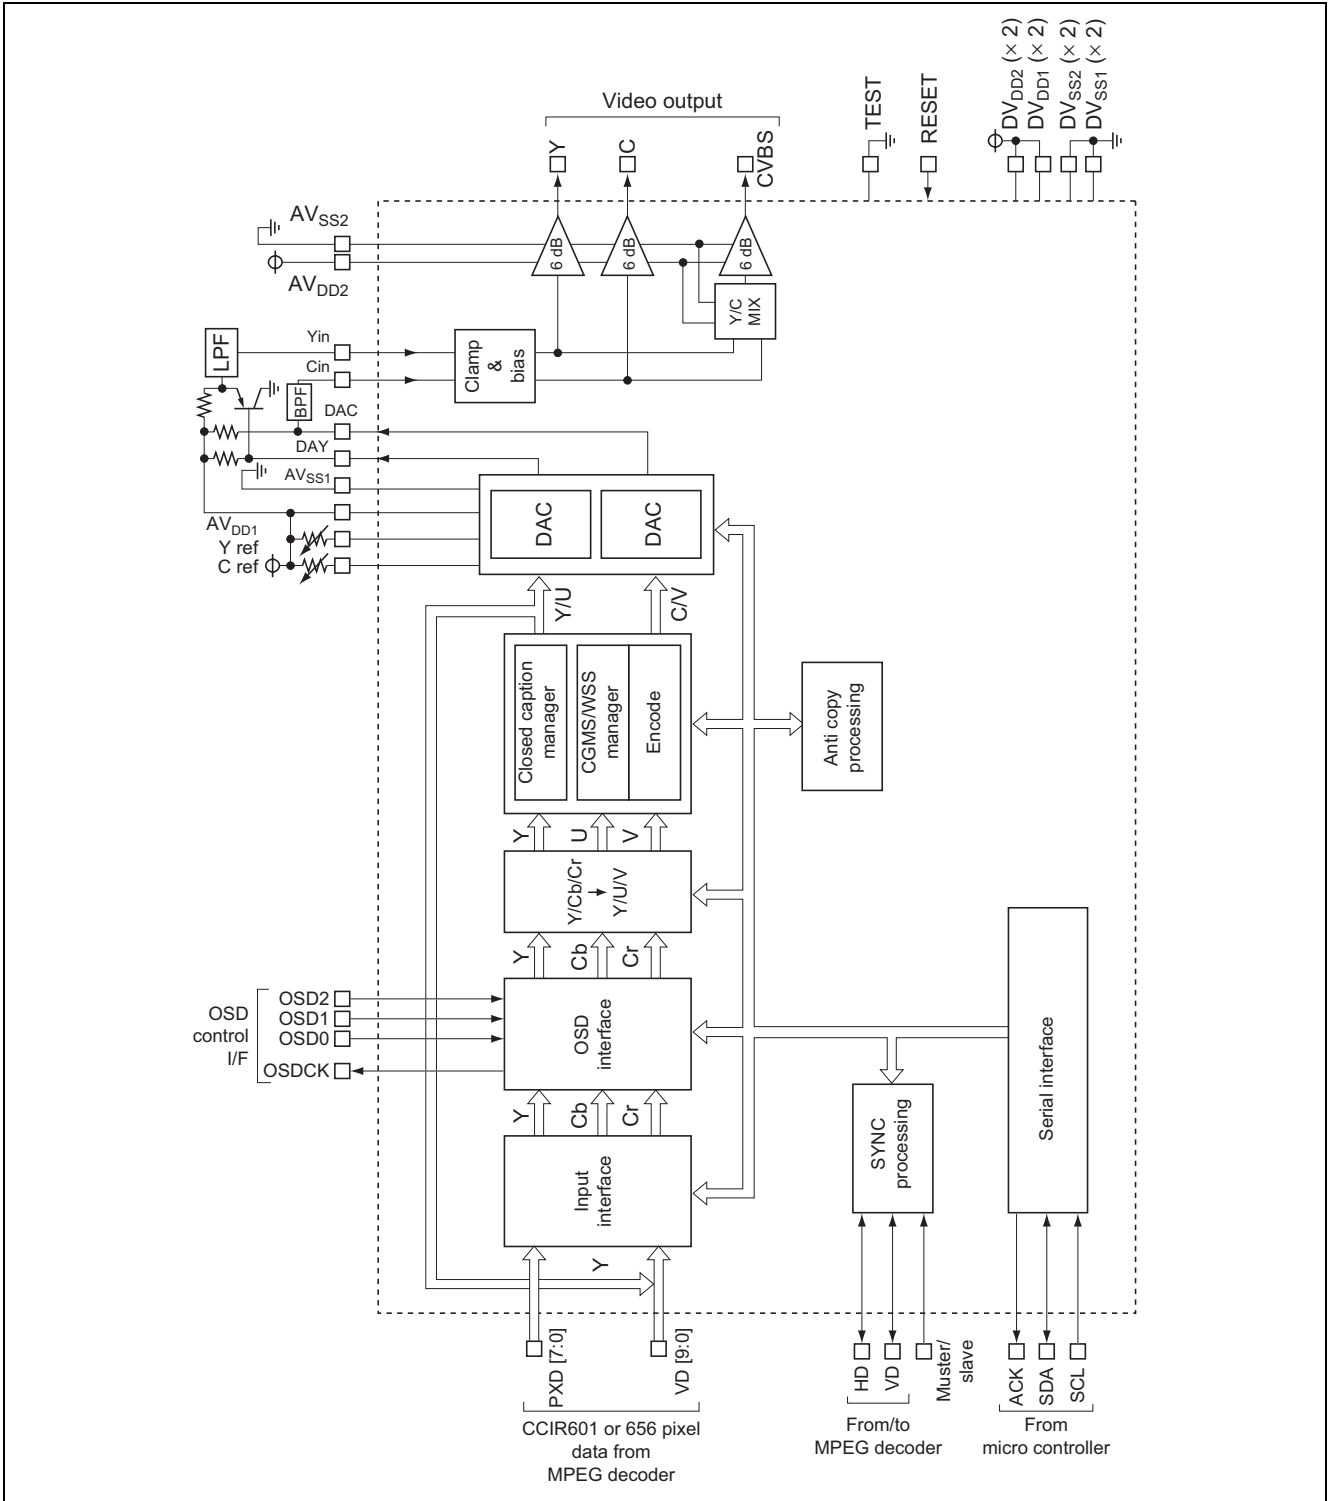 Video output
Y
C
CVBS
TEST
RESET
DVDD2 (× 2)
DVDD1 (× 2)
DVSS2 (× 2)
DVSS1 (× 2)
AVSS2
AVDD2
6 dB
6 dB
6 dB
Y/C
MIX
LPF
Yin
Cin
Clamp
&
bias
BPF
DAC
DAY
AVSS1
AVDD1
Y ref
C ref
DAC
DAC
Y/U
C/V
Closed caption
manager
CGMS/WSS
manager
Encode
Anti copy
processing
Y
U
V
Y/Cb/Cr
Y/U/V
Y
Cb
Cr
OSD
control
I/F
OSD2
OSD1
OSD0
OSDCK
OSD
interface
Y
Cb
Cr
Input
interface
SYNC
processing
Serial interface
Y
PXD [7:0]
VD [9:0]
CCIR601 or 656 pixel
data from
MPEG decoder
HD
VD
Muster/
slave
From/to
MPEG decoder
ACK
SDA
SCL
From
micro controller